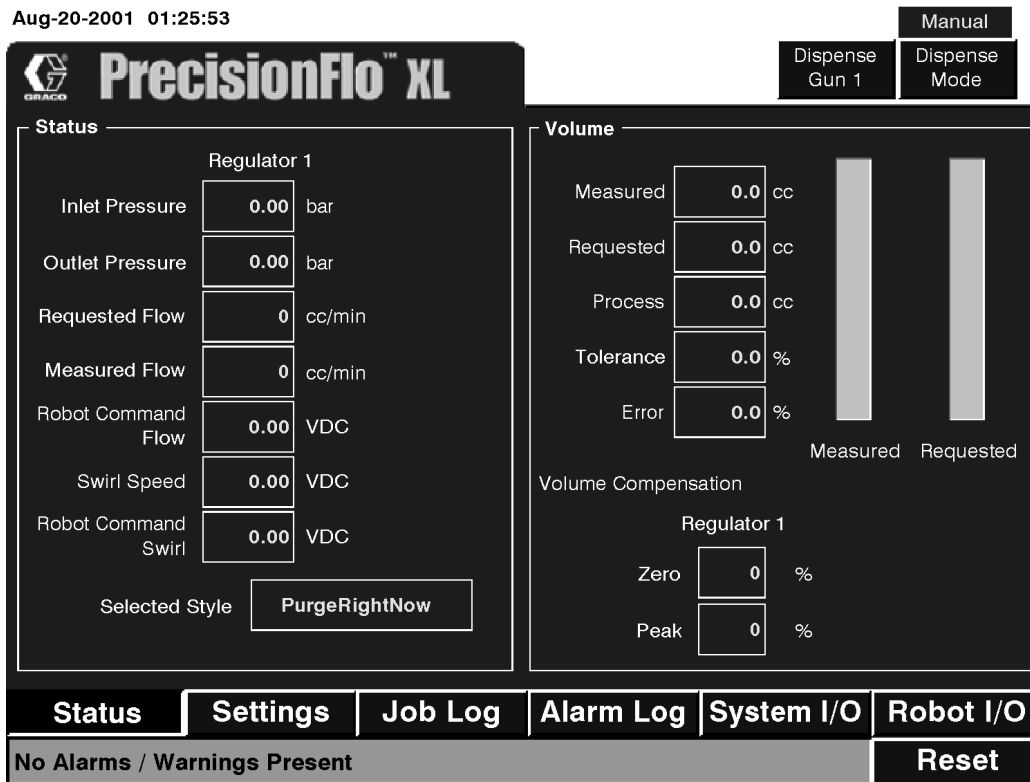 Aug-20-2001 01:25:53
Manual
GRACO
PrecisionFlo™ XL
Dispense
Gun 1
Dispense
Mode
Status
Regulator 1
Inlet Pressure 0.00 bar
Outlet Pressure 0.00 bar
Requested Flow 0 cc/min
Measured Flow 0 cc/min
Robot Command
Flow 0.00 VDC
Swirl Speed 0.00 VDC
Robot Command
Swirl 0.00 VDC
Selected Style PurgeRightNow
Volume
Measured 0.0 cc
Requested 0.0 cc
Process 0.0 cc
Tolerance 0.0 %
Error 0.0 %
Measured Requested
Volume Compensation
Regulator 1
Zero 0 %
Peak 0 %
Status Settings Job Log Alarm Log System I/O Robot I/O
No Alarms / Warnings Present Reset